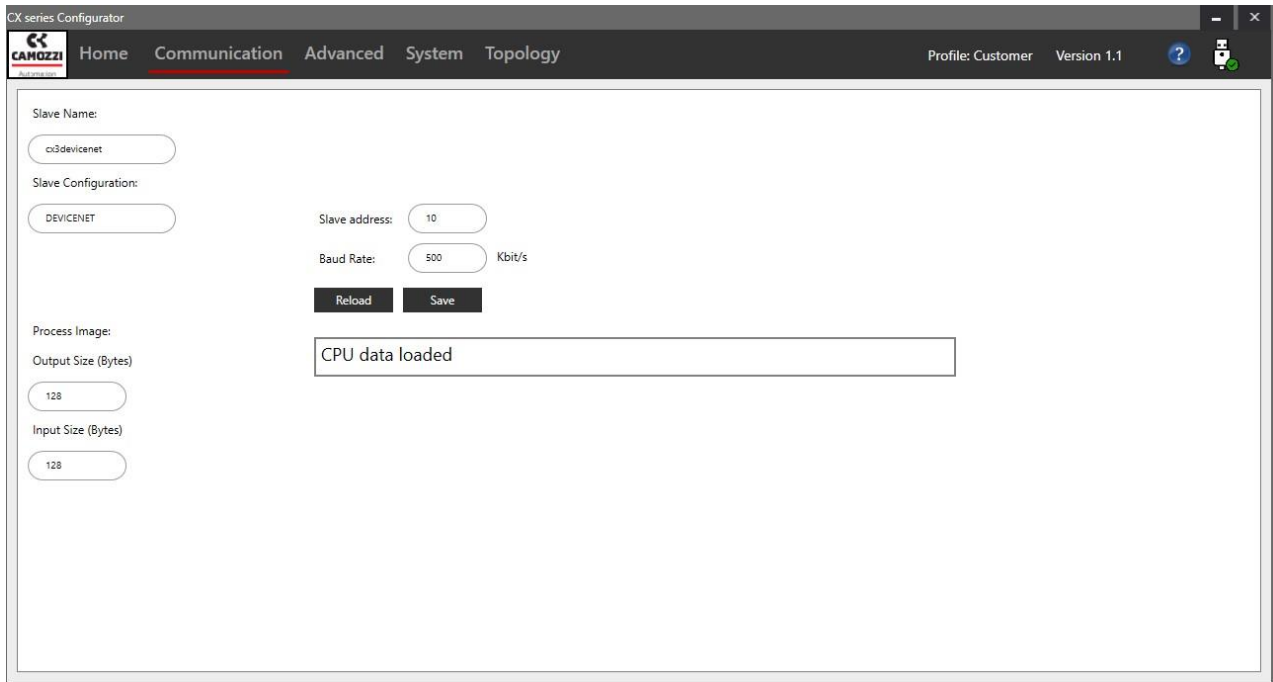 CX series Configurator
CAMOZZI
Automation
Home Communication Advanced System Topology
Profile: Customer Version 1.1 ?
Slave Name:
cx3devicenet
Slave Configuration:
DEVICENET
Slave address: 10
Baud Rate: 500 Kbit/s
Reload Save
Process Image:
CPU data loaded
Output Size (Bytes)
128
Input Size (Bytes)
128